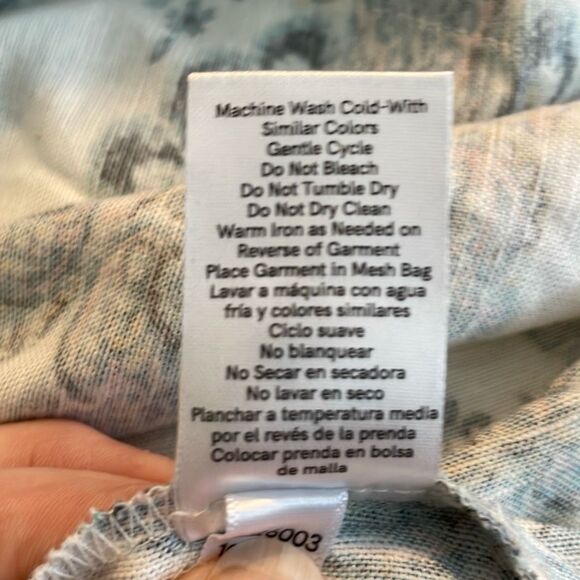 Machine Wash Cold-With
Similar Colors
Gentle Cycle
Do Not Bleach
Do Not Tumble Dry
Do Not Dry Clean
Warm Iron as Needed on
Reverse of Garment
Place Garment in Mesh Bag
Lavar a máquina con agua
fría y colores similares
Ciclo suave
No blanquear
No Secar en secadora
No lavar en seco
Planchar a temperatura media
por el revés de la prenda
Colocar prenda en bolsa
de malla